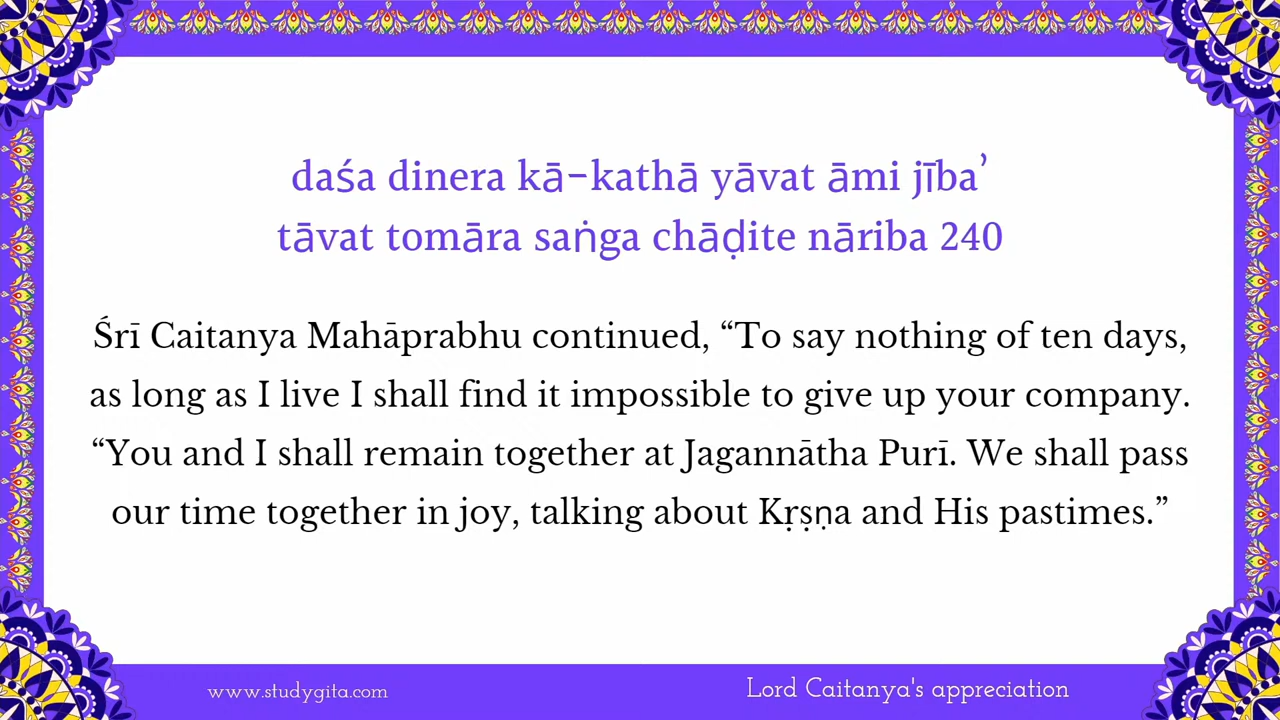 daśa dinera kā-kathā yāvat āmi jība’
tāvat tomāra saṅga chāḍite nāriba 240
Śrī Caitanya Mahāprabhu continued, “To say nothing of ten days,
as long as I live I shall find it impossible to give up your company.
“You and I shall remain together at Jagannātha Purī. We shall pass
our time together in joy, talking about Kṛṣṇa and His pastimes.”
www.studygita.com
Lord Caitanya's appreciation